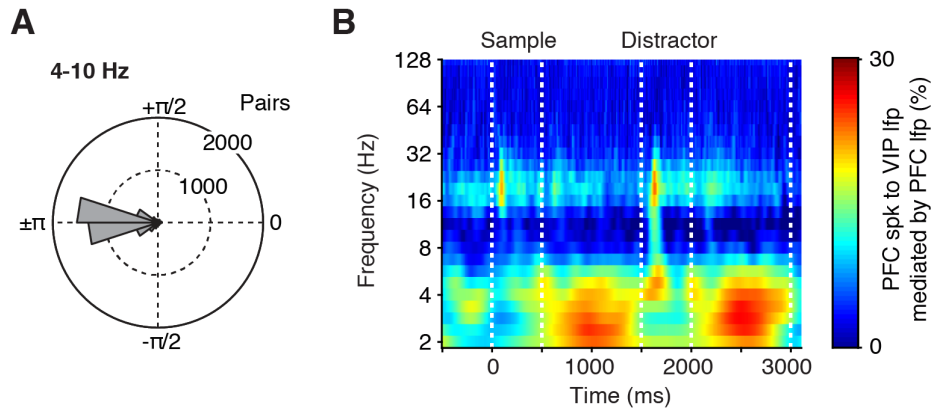 A
4-10 Hz
+π/2
Pairs
2000
1000
±π
0
-π/2
B
Sample
Distractor
128
64
32
16
8
4
2
Frequency (Hz)
0
1000
2000
3000
Time (ms)
30
0
PFC spk to VIP lfp
mediated by PFC lfp (%)